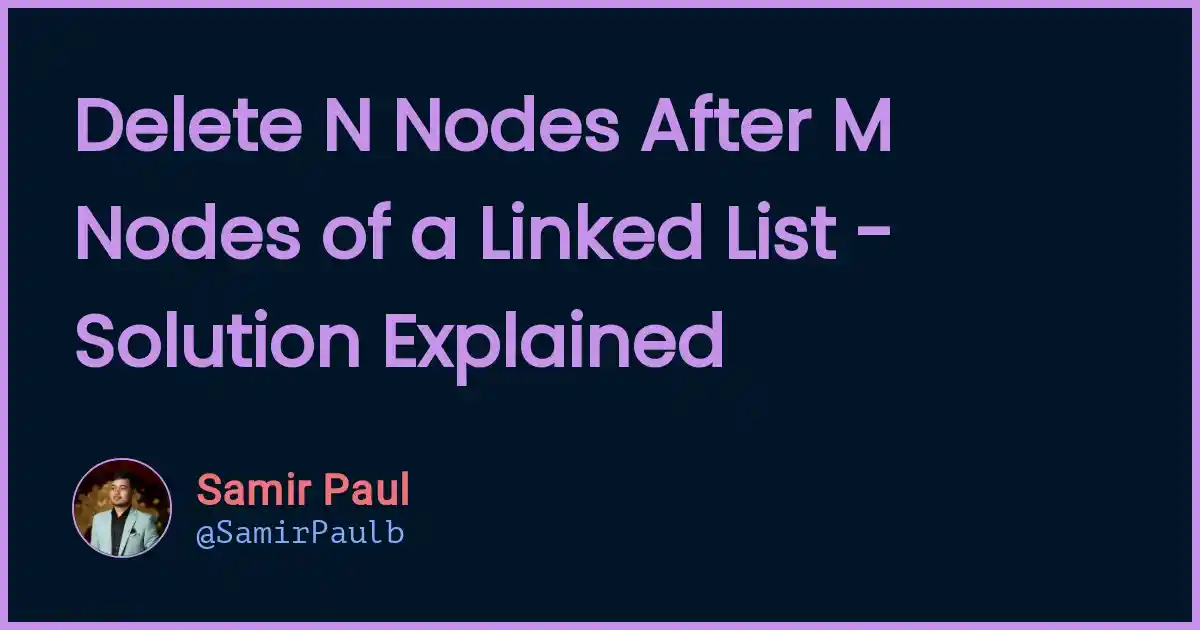 Delete N Nodes After M
Nodes of a Linked List -
Solution Explained
Samir Paul
@SamirPaulb